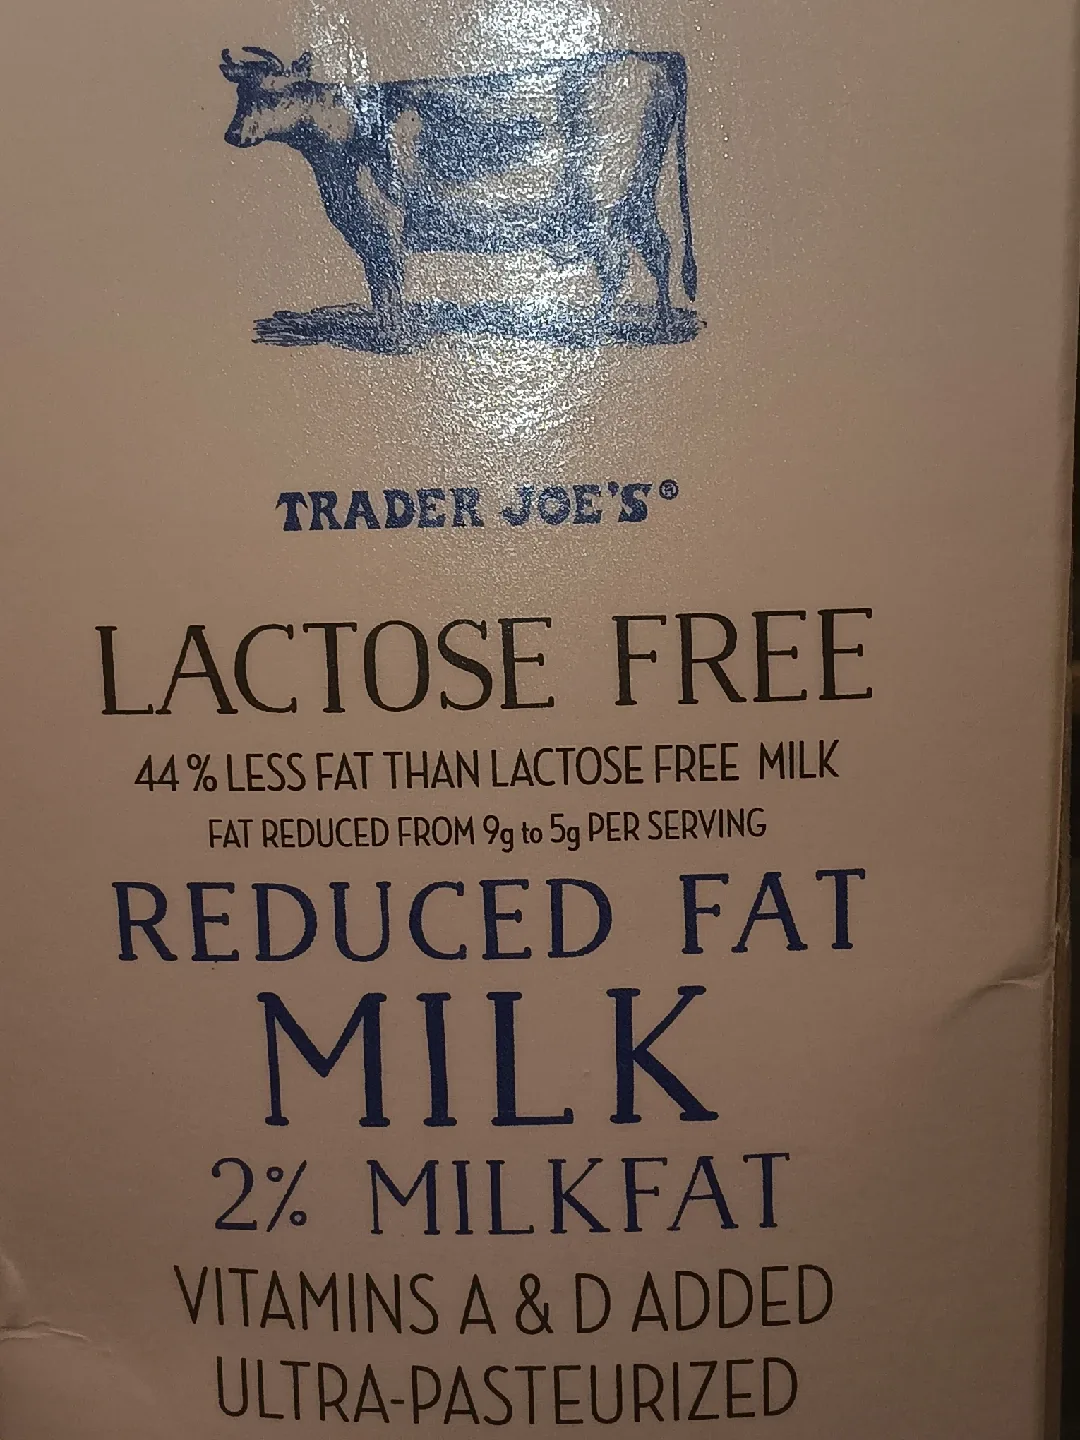 TRADER JOE'S®
LACTOSE FREE
44% LESS FAT THAN LACTOSE FREE MILK
FAT REDUCED FROM 9g to 5g PER SERVING
REDUCED FAT
MILK
2% MILKFAT
VITAMINS A & D ADDED
ULTRA-PASTEURIZED